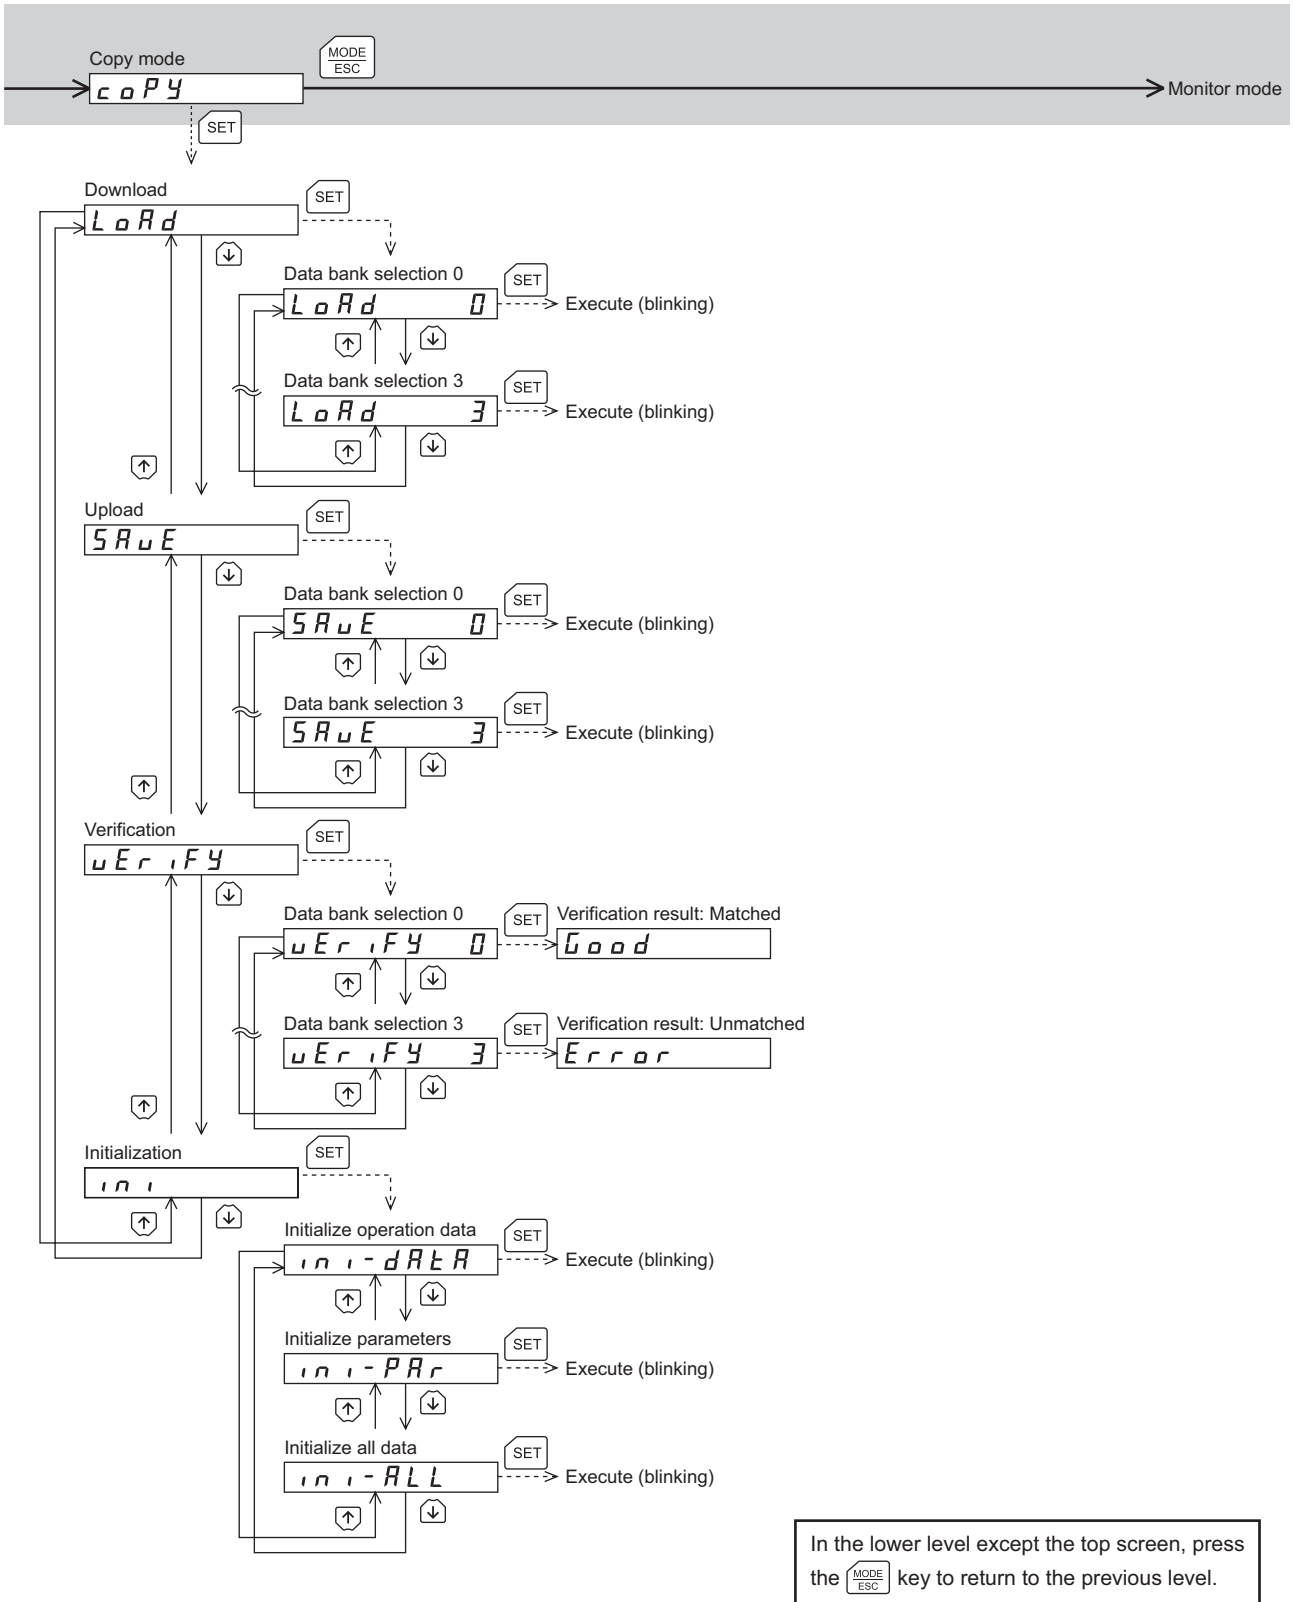 Copy mode
MODE
ESC
coPY
Monitor mode
SET
Download
SET
LoAd
Data bank selection 0
SET
LoAd 0
Execute (blinking)
Data bank selection 3
SET
LoAd 3
Execute (blinking)
Upload
SET
SAvE
Data bank selection 0
SET
SAvE 0
Execute (blinking)
Data bank selection 3
SET
SAvE 3
Execute (blinking)
Verification
SET
vEriFY
Data bank selection 0
SET
Verification result: Matched
vEriFY 0
Good
Data bank selection 3
SET
Verification result: Unmatched
vEriFY 3
Error
Initialization
SET
ini
Initialize operation data
SET
ini-dAtA
Execute (blinking)
Initialize parameters
SET
ini-PAr
Execute (blinking)
Initialize all data
SET
ini-ALL
Execute (blinking)
In the lower level except the top screen, press
the MODE ESC key to return to the previous level.